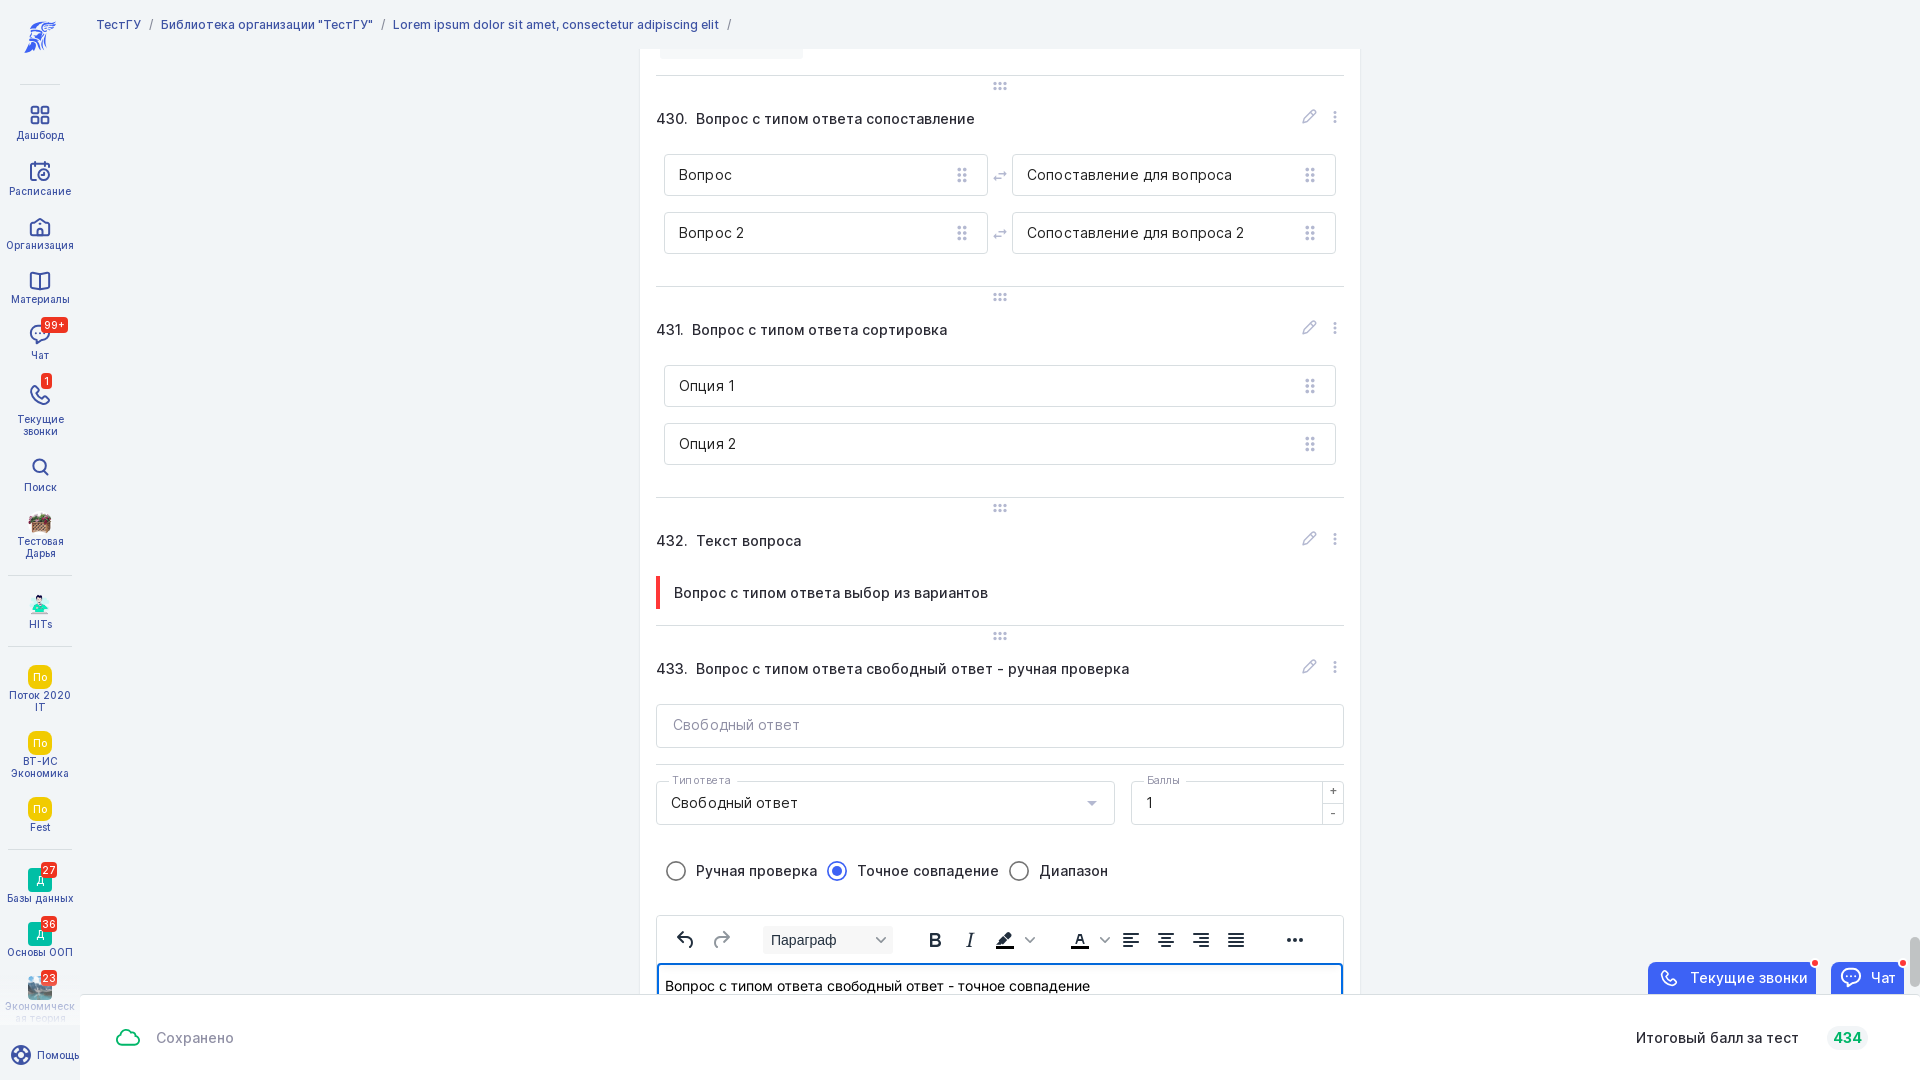 ТестГУ / Библиотека организации "ТестГУ" / Lorem ipsum dolor sit amet, consectetur adipiscing elit /
Дашборд
Расписание
Организация
Материалы
99+
Чат
1
Текущие
звонки
Поиск
Тестовая
Дарья
HITs
По
Поток 2020
IT
По
ВТ-ИС
Экономика
По
Fest
27
Д
Базы данных
36
Д
Основы ООП
23
Экономическ
ая теория
Помощь
430. Вопрос с типом ответа сопоставление
Вопрос
Сопоставление для вопроса
Вопрос 2
Сопоставление для вопроса 2
431. Вопрос с типом ответа сортировка
Опция 1
Опция 2
432. Текст вопроса
Вопрос с типом ответа выбор из вариантов
433. Вопрос с типом ответа свободный ответ - ручная проверка
Свободный ответ
Тип ответа
Свободный ответ
Баллы
1
+
-
Ручная проверка
Точное совпадение
Диапазон
Параграф
B I A
Вопрос с типом ответа свободный ответ - точное совпадение
Текущие звонки
Чат
Сохранено
Итоговый балл за тест 434